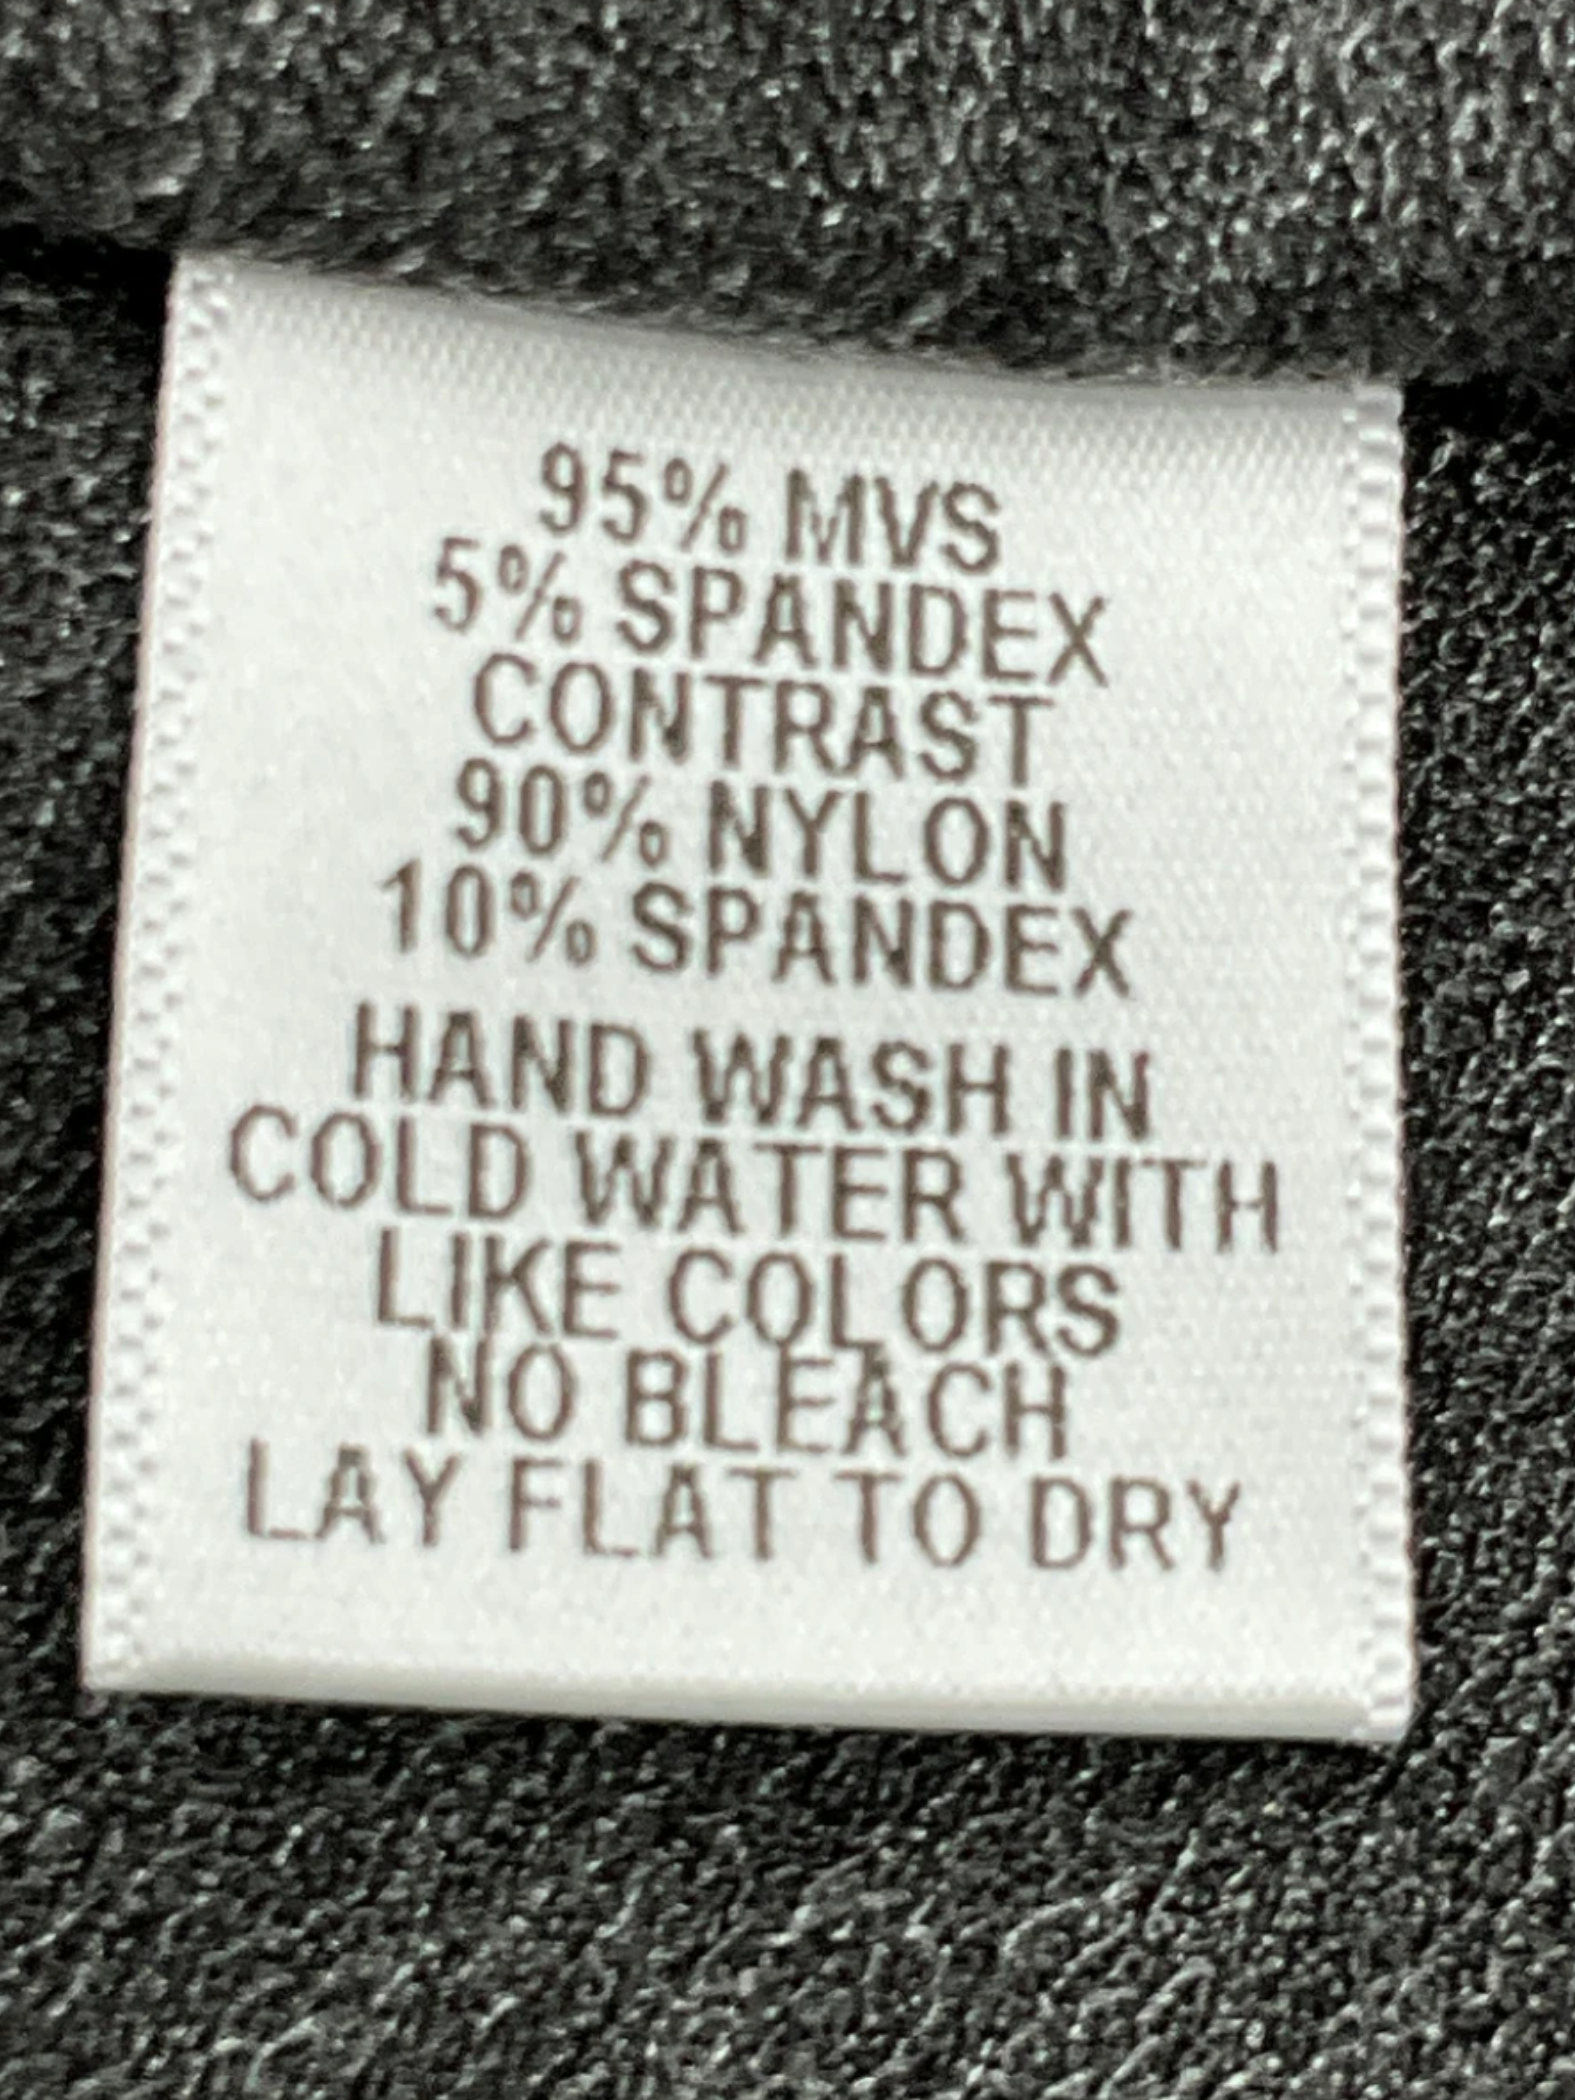 95% MVS
5% SPANDEX
CONTRAST
90% NYLON
10% SPANDEX
HAND WASH IN
COLD WATER WITH
LIKE COLORS
NO BLEACH
LAY FLAT TO DRY